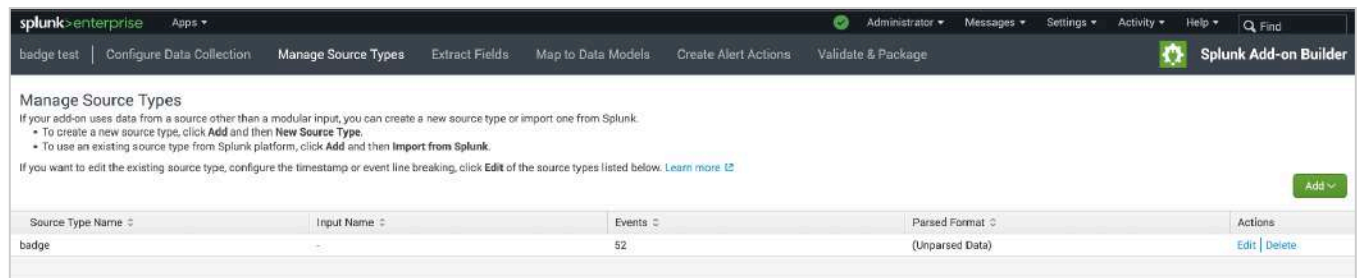 splunk>enterprise Apps Administrator Messages Settings Activity Help Find
badge test Configure Data Collection Manage Source Types Extract Fields Map to Data Models Create Alert Actions Validate & Package Splunk Add-on Builder
Manage Source Types
If your add-on uses data from a source other than a modular input, you can create a new source type or import one from Splunk.
• To create a new source type, click Add and then New Source Type.
• To use an existing source type from Splunk platform, click Add and then Import from Splunk.
If you want to edit the existing source type, configure the timestamp or event line breaking, click Edit of the source types listed below. Learn more
Add
Source Type Name Input Name Events Parsed Format Actions
badge - 52 (Unparsed Data) Edit | Delete